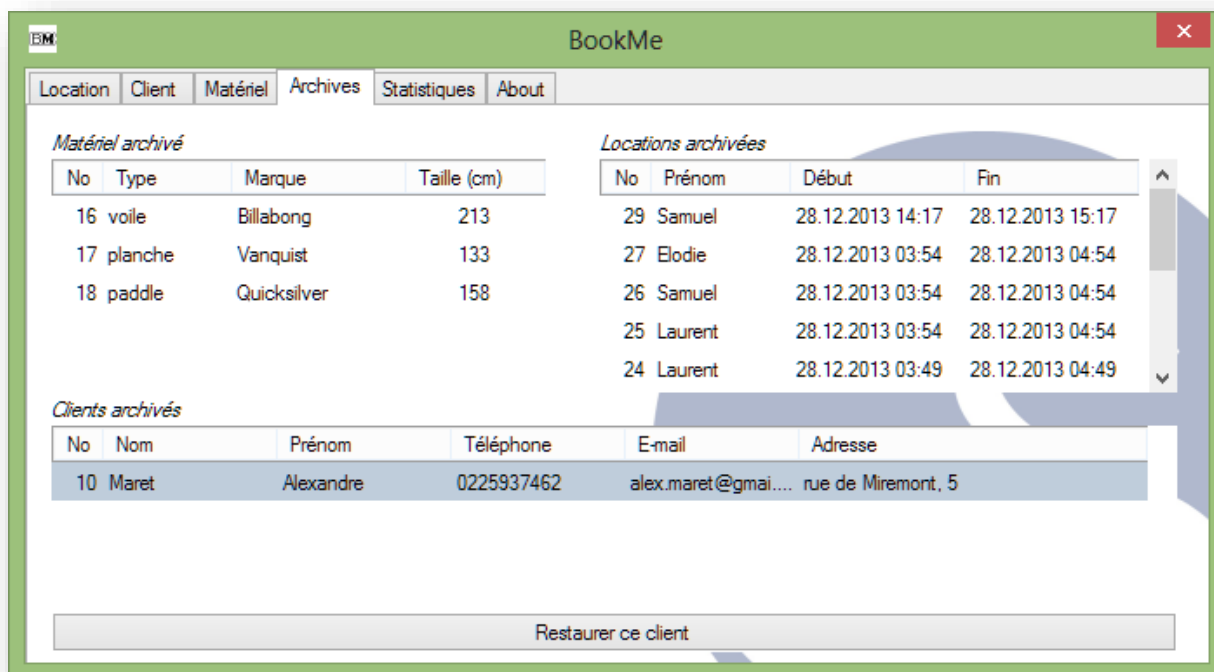 BM BookMe ✕
Location Client Matériel Archives Statistiques About
Matériel archivé
No Type Marque Taille (cm)
16 voile Billabong 213
17 planche Vanquist 133
18 paddle Quicksilver 158
Locations archivées
No Prénom Début Fin
29 Samuel 28.12.2013 14:17 28.12.2013 15:17
27 Elodie 28.12.2013 03:54 28.12.2013 04:54
26 Samuel 28.12.2013 03:54 28.12.2013 04:54
25 Laurent 28.12.2013 03:54 28.12.2013 04:54
24 Laurent 28.12.2013 03:49 28.12.2013 04:49
Clients archivés
No Nom Prénom Téléphone E-mail Adresse
10 Maret Alexandre 0225937462 alex.maret@gmai.... rue de Miremont, 5
Restaurer ce client